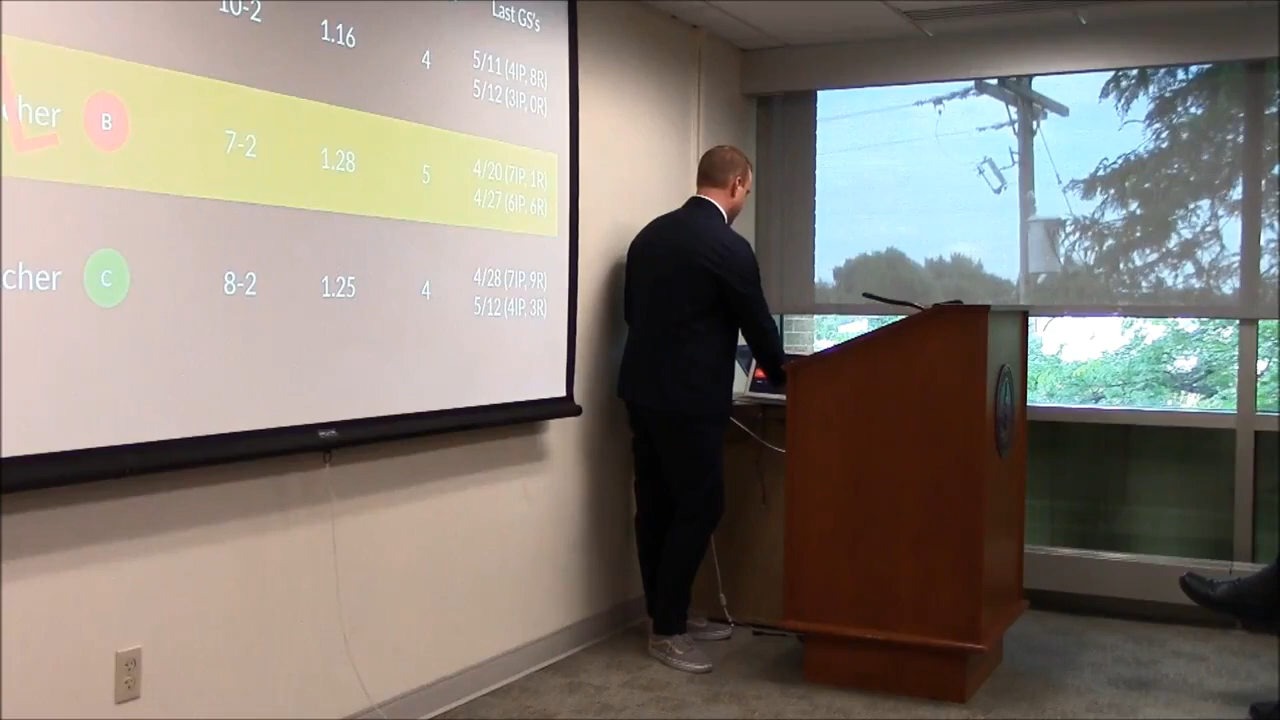 Last GS's
10-2 1.16 4 5/11 (4IP, 8R)
5/12 (3IP, 0R)
cher B 7-2 1.28 5 4/20 (7IP, 1R)
4/27 (6IP, 6R)
cher C 8-2 1.25 4 4/28 (7IP, 9R)
5/12 (4IP, 3R)